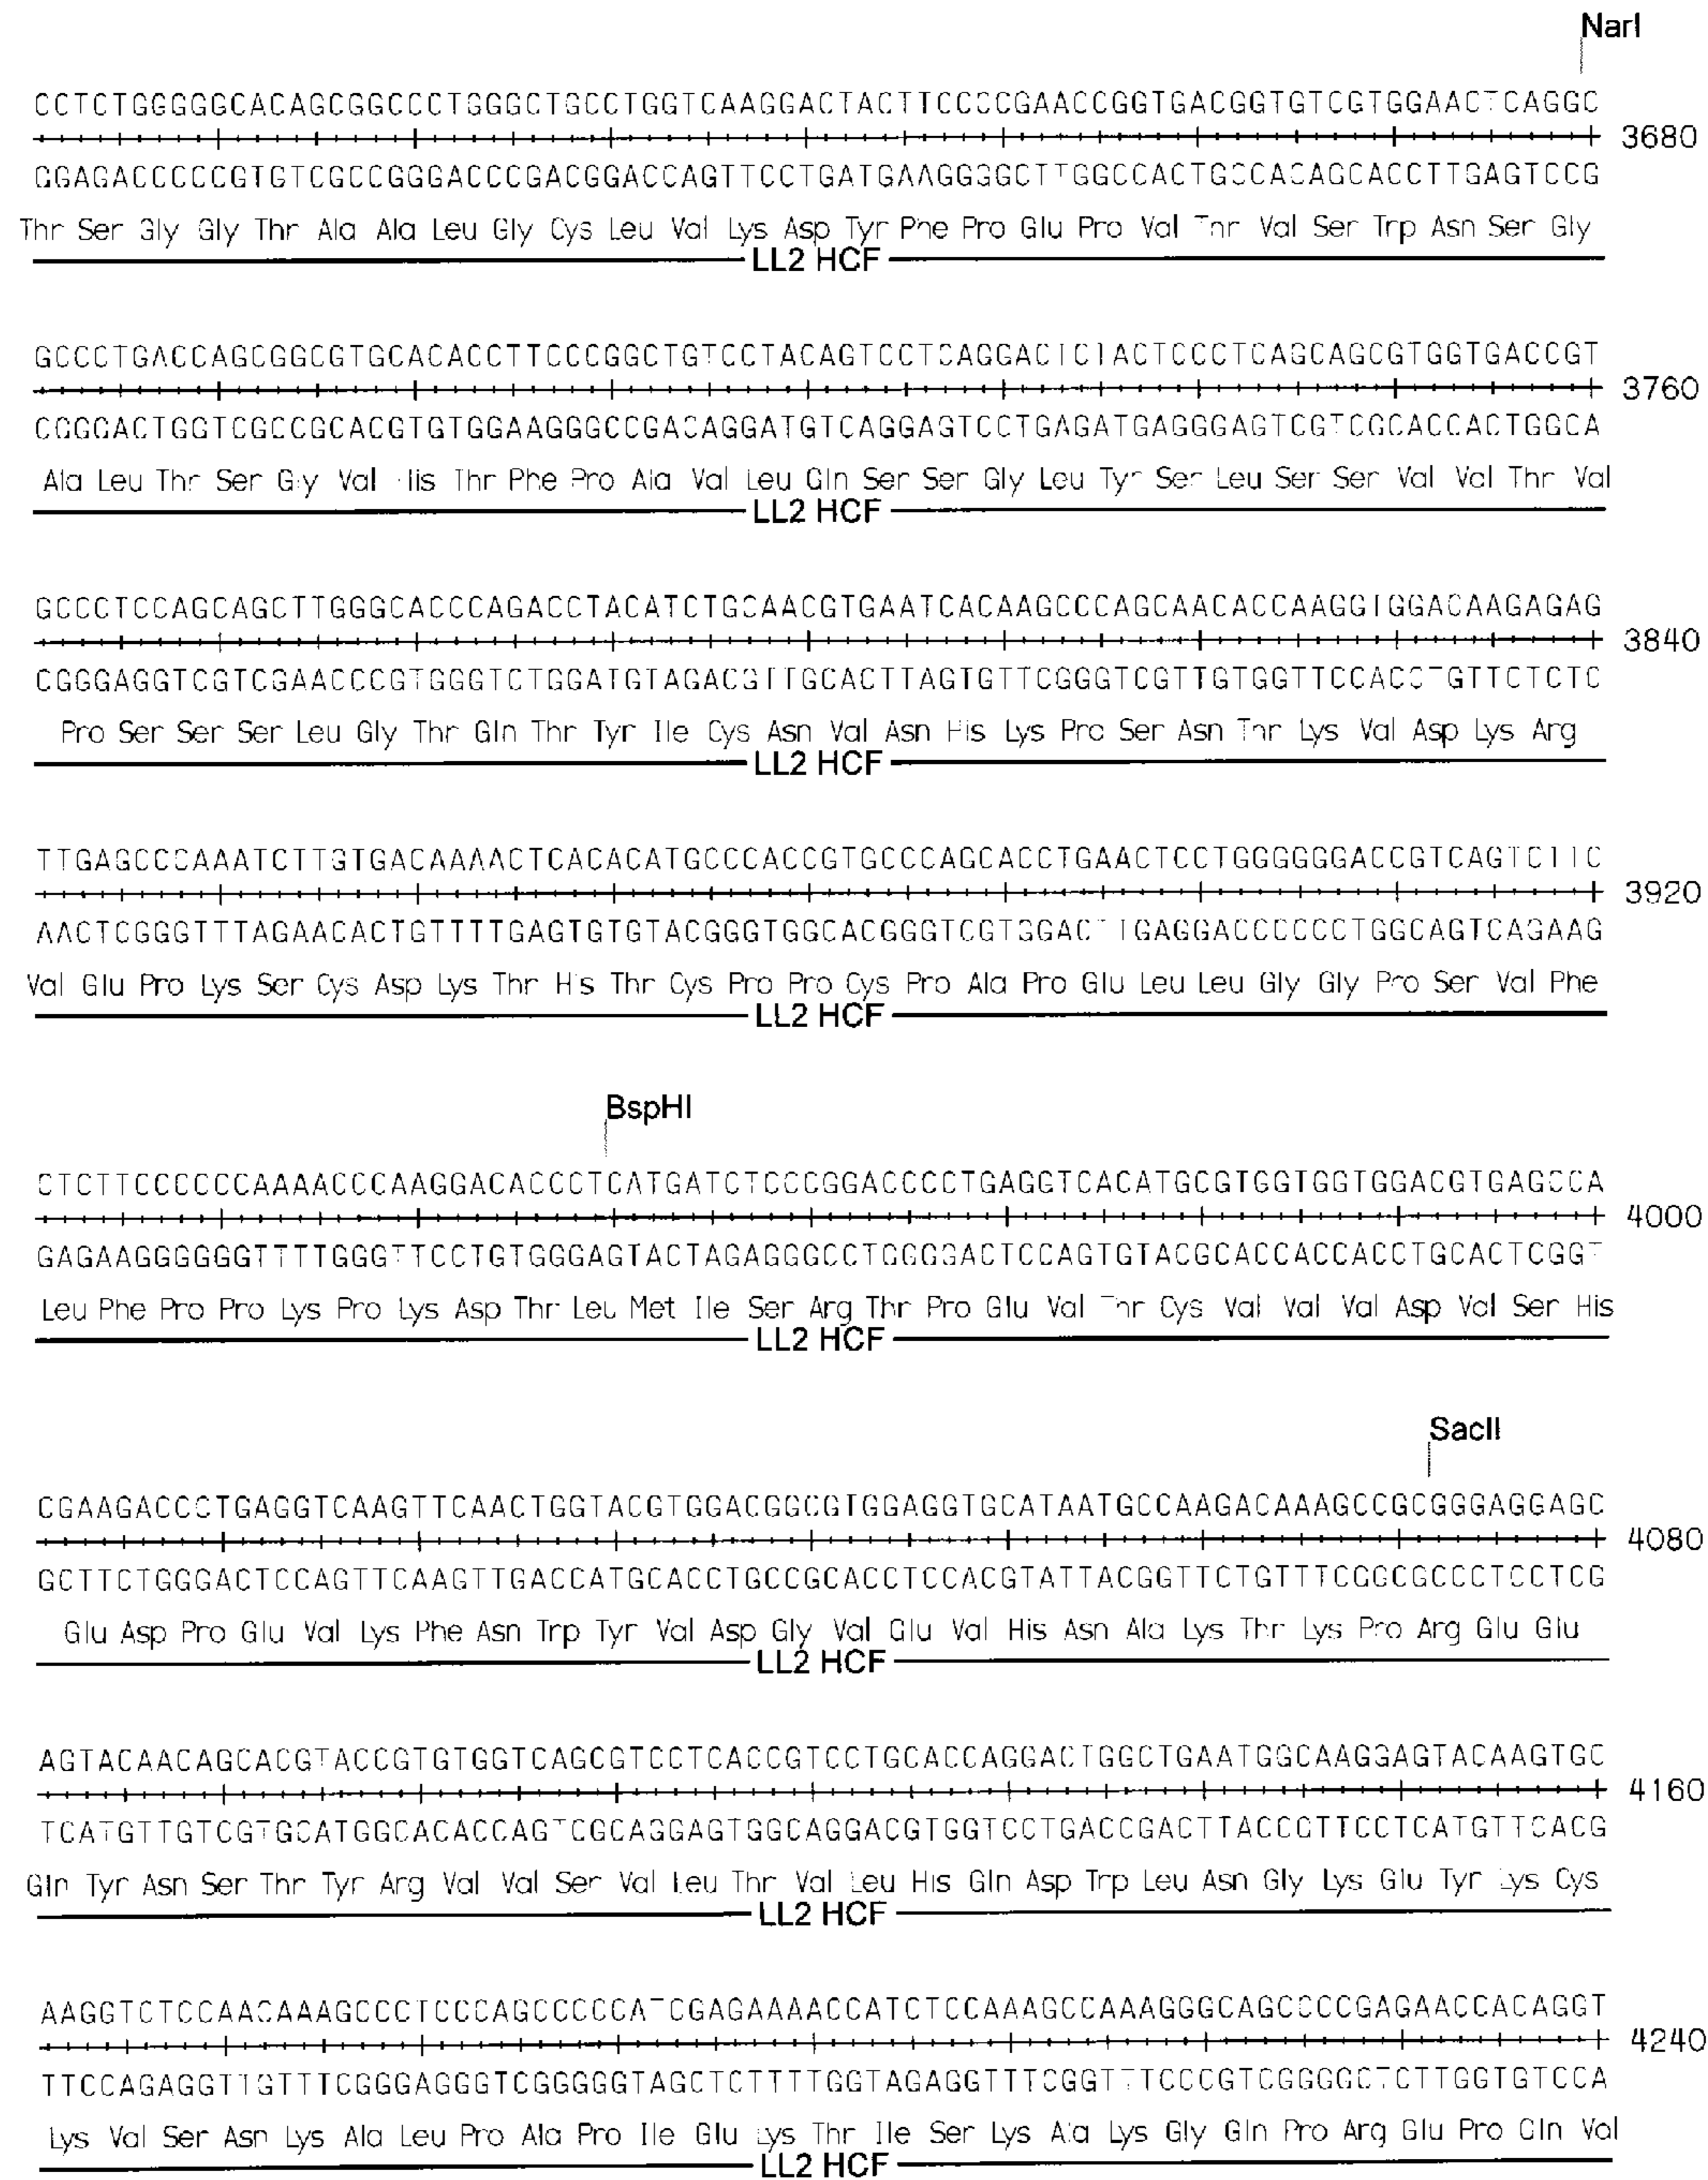 NarI
CCTCTGGGGGCACAGCGGCCCTGGGCTGCCTGGTCAAGGACTACTTCCCCGAACCGGTGACGGTGTCGTGGAACTCAGGC
3680
GGAGACCCCCGTGTCGCCGGGACCCGACGGACCAGTTCCTGATGAAGGGGCTTGGCCACTGCCACAGCACCTTGAGTCCG
Thr Ser Gly Gly Thr Ala Ala Leu Gly Cys Leu Val Lys Asp Tyr Phe Pro Glu Pro Val Thr Val Ser Trp Asn Ser Gly
LL2 HCF
GCCCTGACCAGCGGCGTGCACACCTTCCCGGCTGTCCTACAGTCCTCAGGACTCTACTCCCTCAGCAGCGTGGTGACCGT
3760
CGGGACTGGTCGCCGCACGTGTGGAAGGGCCGACAGGATGTCAGGAGTCCTGAGATGAGGGAGTCGTCGCACCACTGGCA
Ala Leu Thr Ser Gly Val His Thr Phe Pro Ala Val Leu Gln Ser Ser Gly Leu Tyr Ser Leu Ser Ser Val Val Thr Val
LL2 HCF
GCCCTCCAGCAGCTTGGGCACCCAGACCTACATCTGCAACGTGAATCACAAGCCCAGCAACACCAAGGTGGACAAGAGAG
3840
CGGGAGGTCGTCGAACCCGTGGGTCTGGATGTAGACGTTGCACTTAGTGTTCGGGTCGTTGTGGTTCCACCTGTTCTCTC
Pro Ser Ser Ser Leu Gly Thr Gln Thr Tyr Ile Cys Asn Val Asn His Lys Pro Ser Asn Thr Lys Val Asp Lys Arg
LL2 HCF
TTGAGCCCAAATCTTGTGACAAAACTCACACATGCCCACCGTGCCCAGCACCTGAACTCCTGGGGGGACCGTCAGTCTTC
3920
AACTCGGGTTTAGAACACTGTTTTGAGTGTGTACGGGTGGCACGGGTCGTGGACTTGAGGACCCCCCTGGCAGTCAGAAG
Val Glu Pro Lys Ser Cys Asp Lys Thr His Thr Cys Pro Pro Cys Pro Ala Pro Glu Leu Leu Gly Gly Pro Ser Val Phe
LL2 HCF
BspHI
CTCTTCCCCCCAAAACCCAAGGACACCCTCATGATCTCCCGGACCCCTGAGGTCACATGCGTGGTGGTGGACGTGAGCCA
4000
GAGAAGGGGGGTTTTGGGTTCCTGTGGGAGTACTAGAGGGCCTGGGGACTCCAGTGTACGCACCACCACCTGCACTCGGT
Leu Phe Pro Pro Lys Pro Lys Asp Thr Leu Met Ile Ser Arg Thr Pro Glu Val Thr Cys Val Val Val Asp Val Ser His
LL2 HCF
SacII
CGAAGACCCTGAGGTCAAGTTCAACTGGTACGTGGACGGCGTGGAGGTGCATAATGCCAAGACAAAGCCGCGGGAGGAGC
4080
GCTTCTGGGACTCCAGTTCAAGTTGACCATGCACCTGCCGCACCTCCACGTATTACGGTTCTGTTTCGGCGCCCTCCTCG
Glu Asp Pro Glu Val Lys Phe Asn Trp Tyr Val Asp Gly Val Glu Val His Asn Ala Lys Thr Lys Pro Arg Glu Glu
LL2 HCF
AGTACAACAGCACGTACCGTGTGGTCAGCGTCCTCACCGTCCTGCACCAGGACTGGCTGAATGGCAAGGAGTACAAGTGC
4160
TCATGTTGTCGTGCATGGCACACCAGTCGCAGGAGTGGCAGGACGTGGTCCTGACCGACTTACCGTTCCTCATGTTCACG
Gln Tyr Asn Ser Thr Tyr Arg Val Val Ser Val Leu Thr Val Leu His Gln Asp Trp Leu Asn Gly Lys Glu Tyr Lys Cys
LL2 HCF
AAGGTCTCCAACAAAGCCCTCCCAGCCCCCATCGAGAAAACCATCTCCAAAGCCAAAGGGCAGCCCCGAGAACCACAGGT
4240
TTCCAGAGGTTGTTTCGGGAGGGTCGGGGGTAGCTCTTTTGGTAGAGGTTTCGGTTTCCCGTCGGGGCTCTTGGTGTCCA
Lys Val Ser Asn Lys Ala Leu Pro Ala Pro Ile Glu Lys Thr Ile Ser Lys Ala Lys Gly Gln Pro Arg Glu Pro Gln Val
LL2 HCF